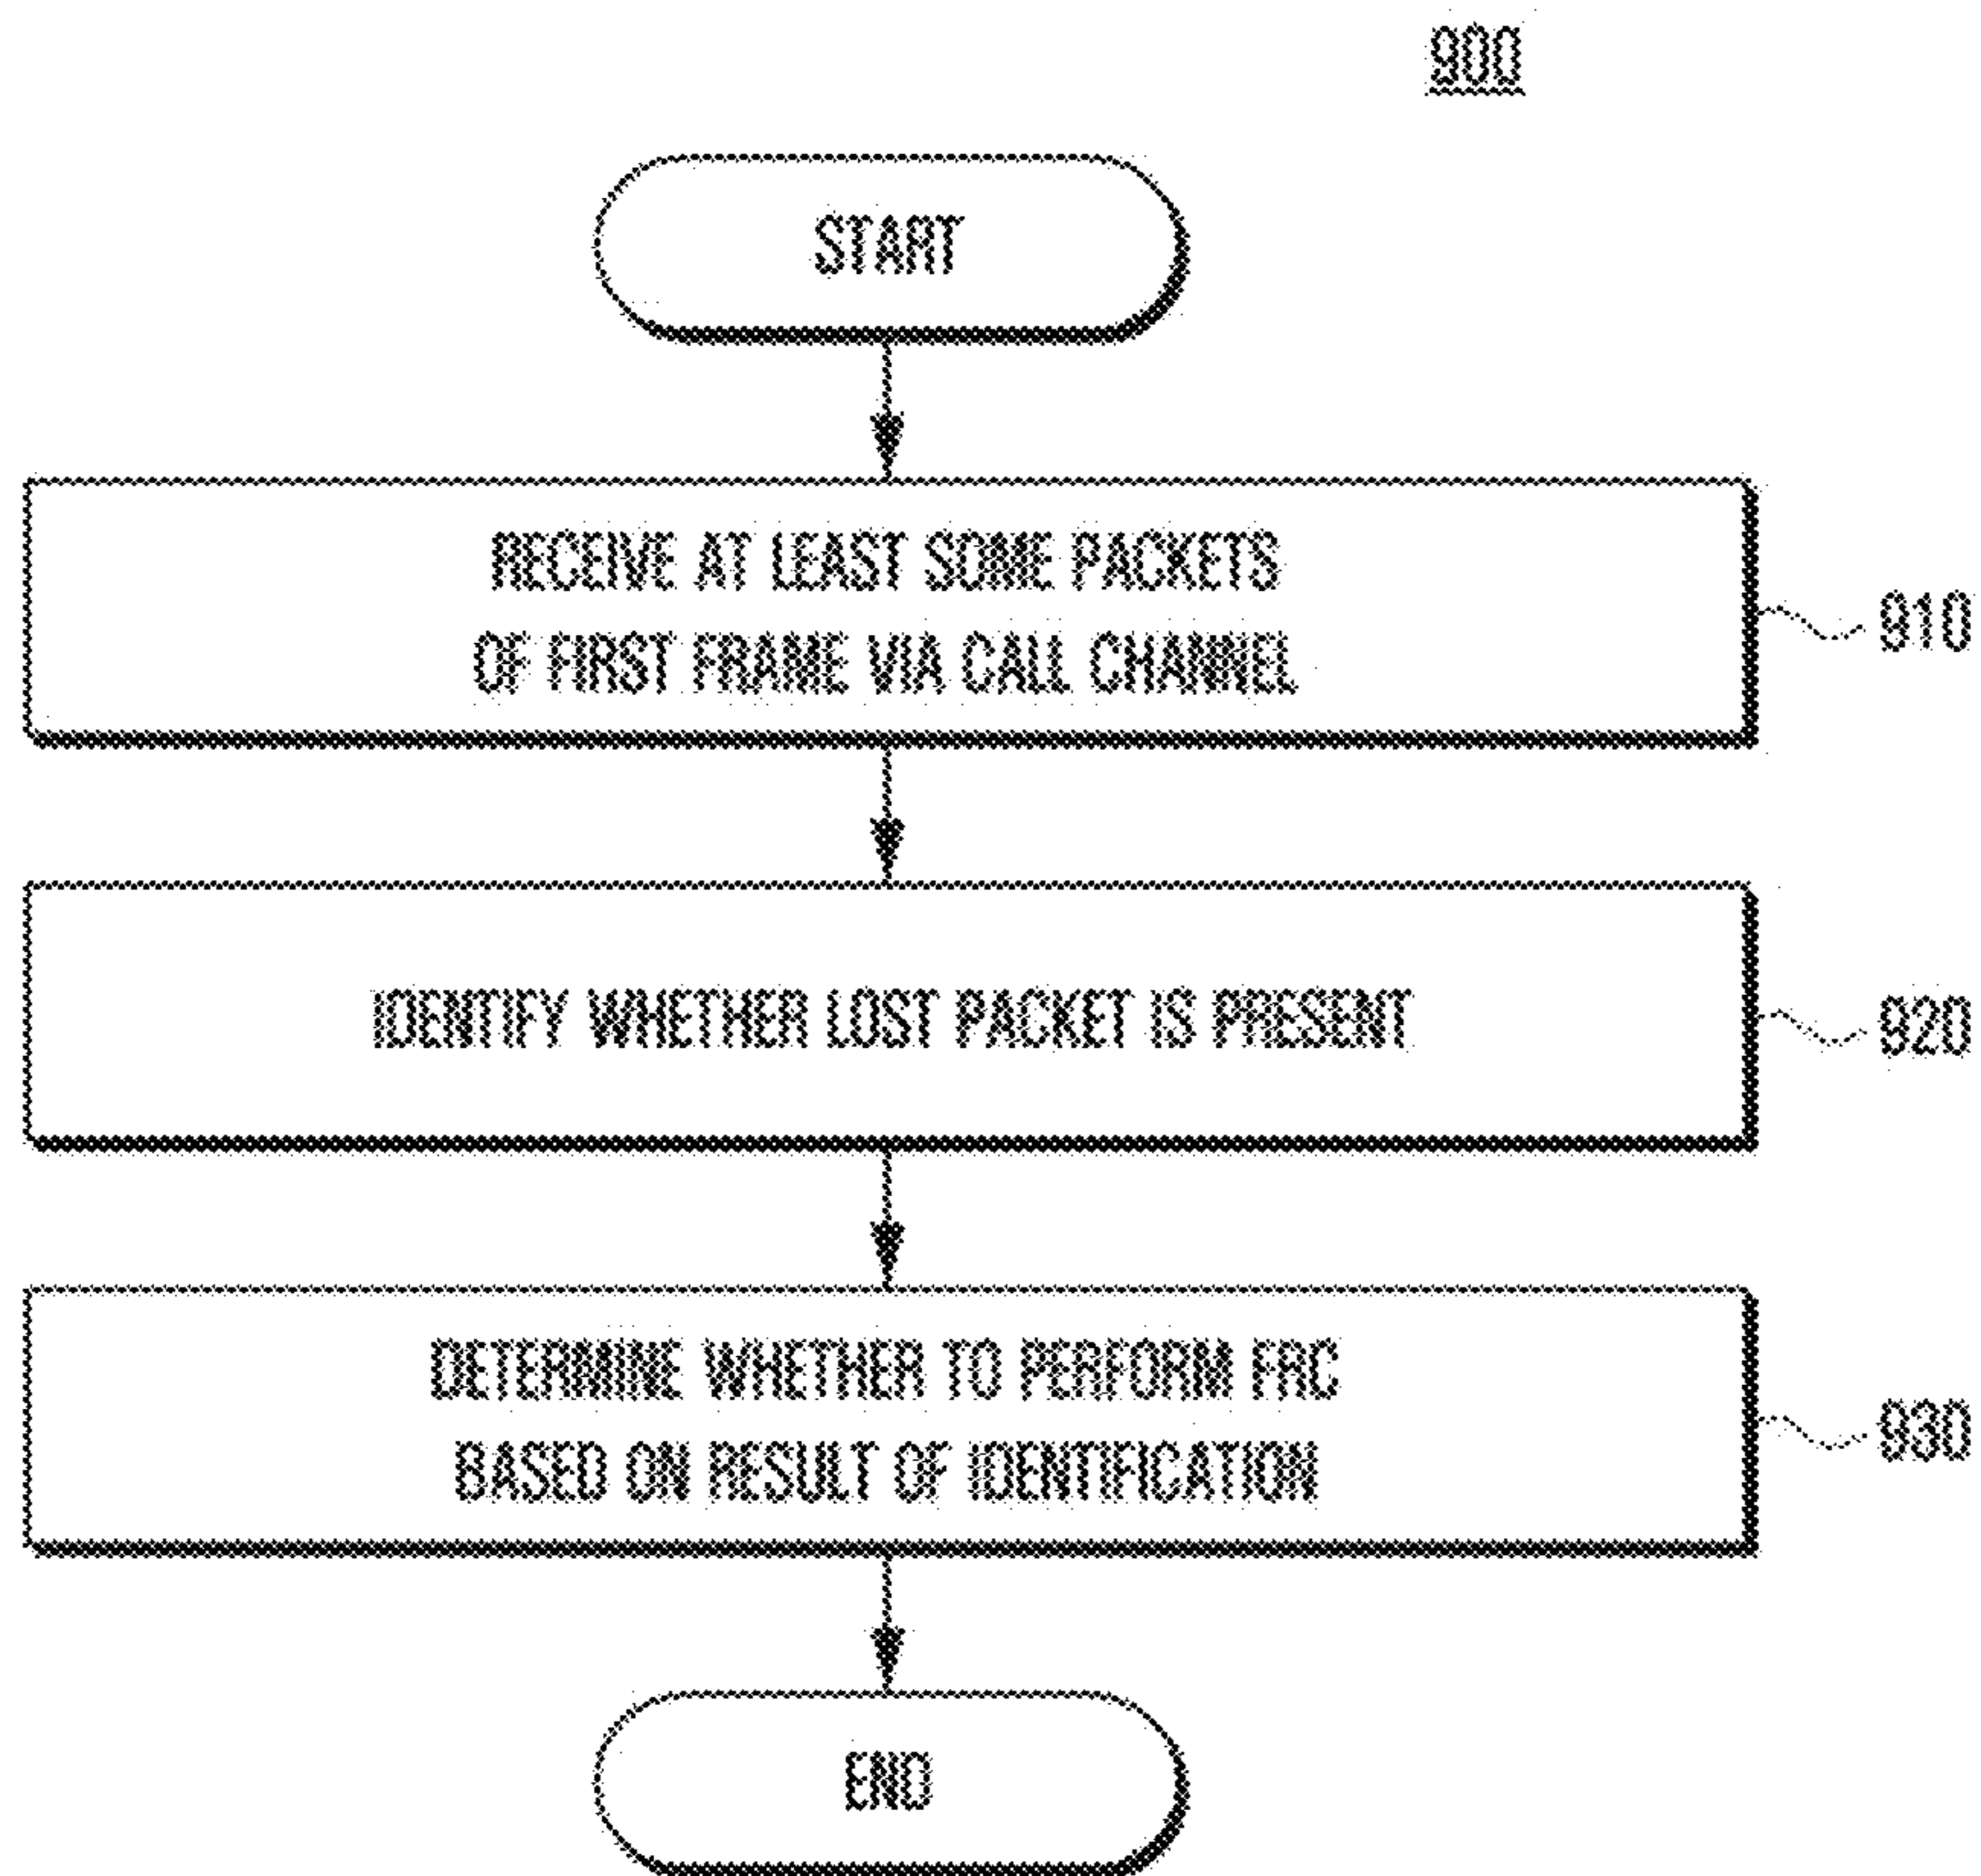 900
START
RECEIVE AT LEAST SOME PACKETS
OF FIRST FRAME VIA CALL CHANNEL
910
IDENTIFY WHETHER LOST PACKET IS PRESENT
920
DETERMINE WHETHER TO PERFORM FRC
BASED ON RESULT OF IDENTIFICATION
930
END